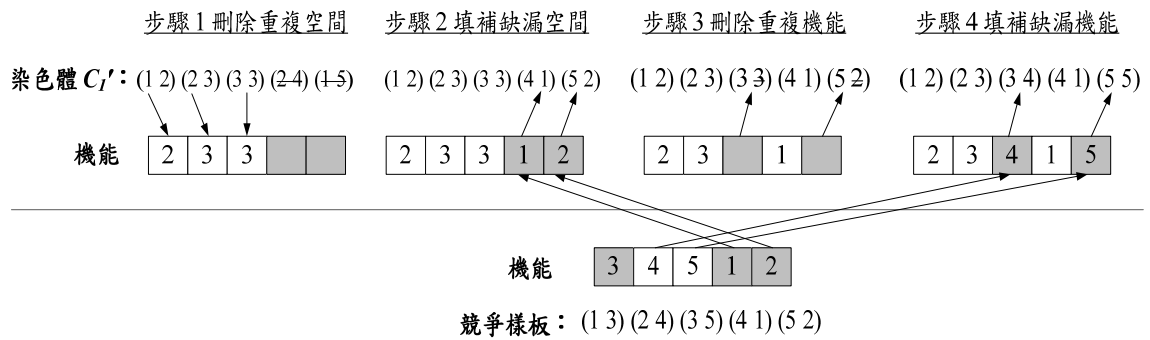 步驟1刪除重複空間 步驟2填補缺漏空間 步驟3刪除重複機能 步驟4填補缺漏機能
染色體 C₁′：(1 2) (2 3) (3 3) (2 4) (1 5) (1 2) (2 3) (3 3) (4 1) (5 2) (1 2) (2 3) (3 3) (4 1) (5 2) (1 2) (2 3) (3 4) (4 1) (5 5)
機能 2 3 3 2 3 3 1 2 2 3 1 2 3 4 1 5
機能 3 4 5 1 2
競爭樣板：(1 3) (2 4) (3 5) (4 1) (5 2)